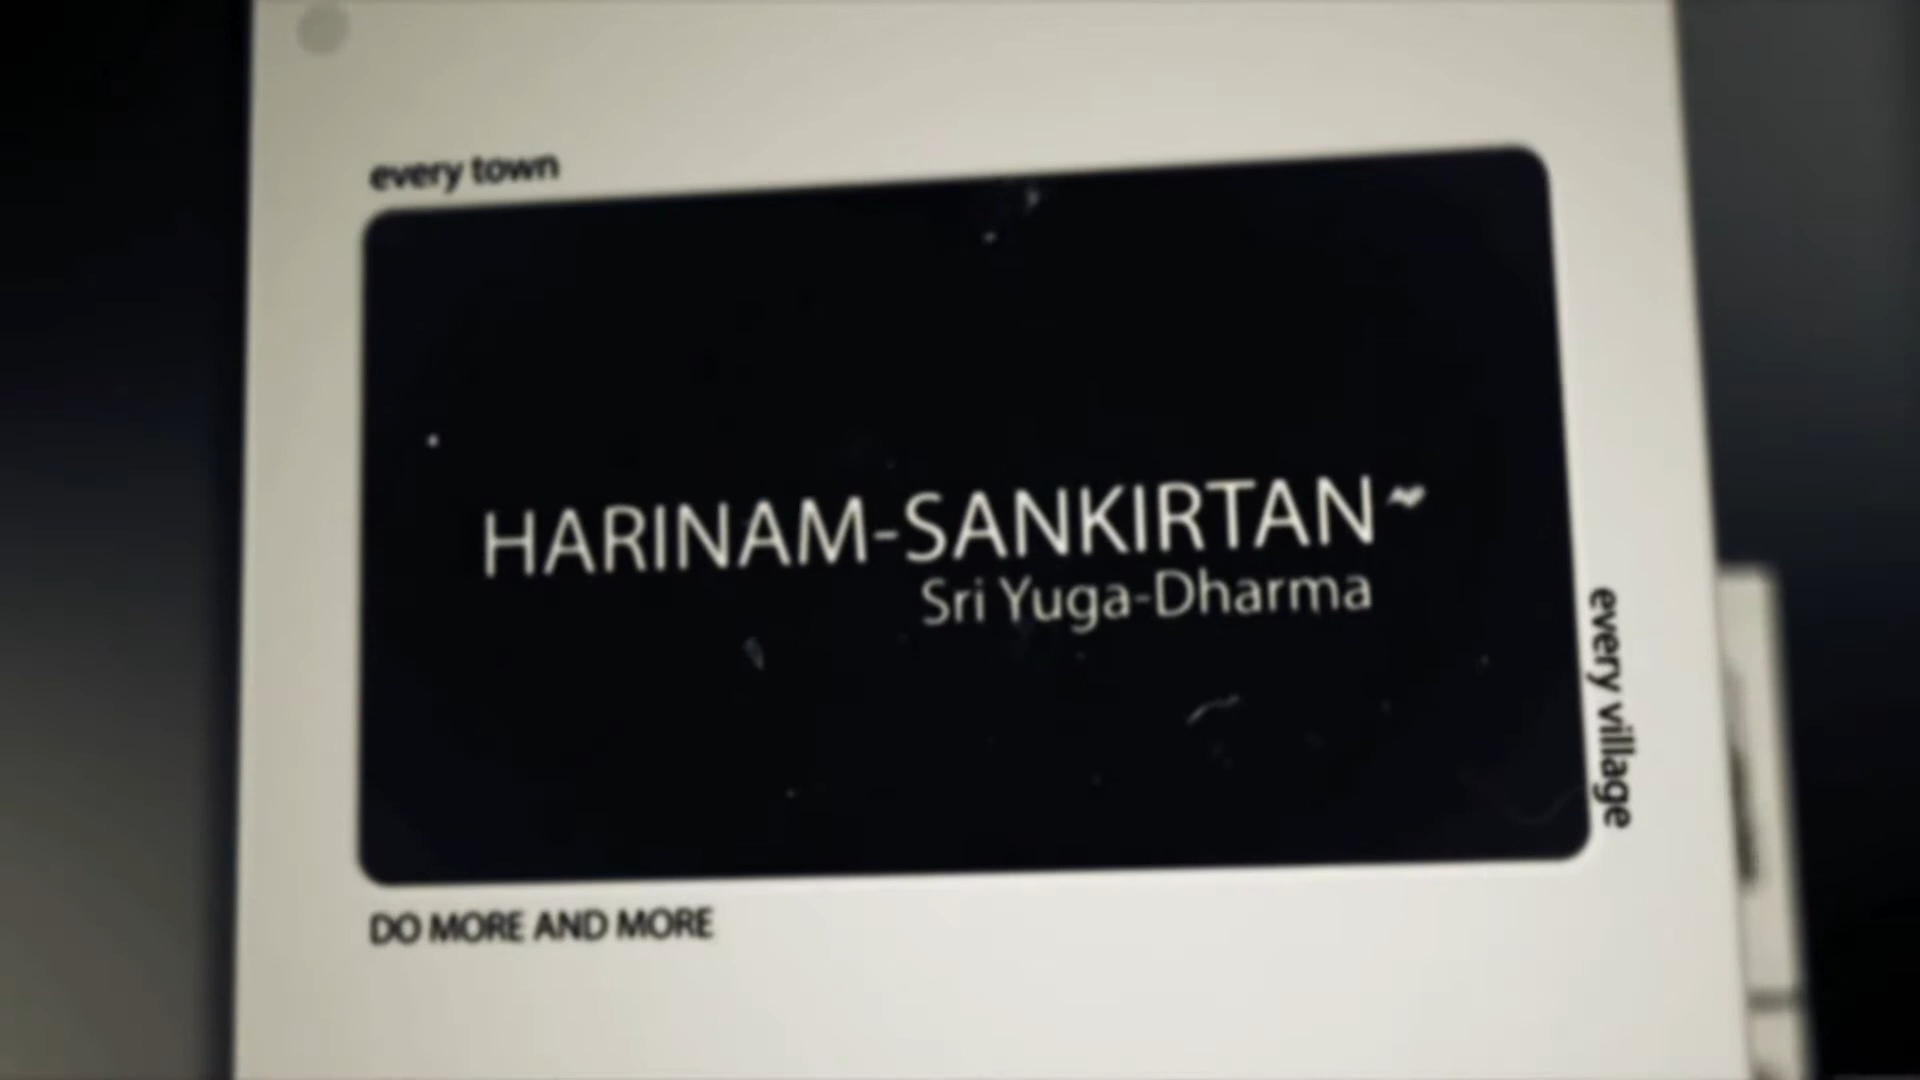 every town
HARINAM-SANKIRTAN
Sri Yuga-Dharma
every village
DO MORE AND MORE